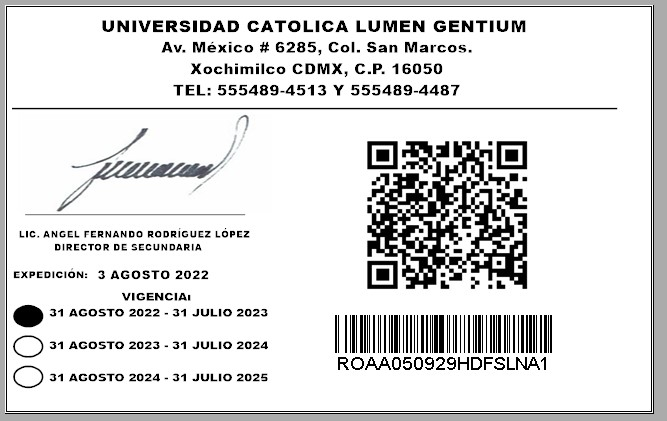 UNIVERSIDAD CATOLICA LUMEN GENTIUM
Av. México # 6285, Col. San Marcos.
Xochimilco CDMX, C.P. 16050
TEL: 555489-4513 Y 555489-4487
LIC. ANGEL FERNANDO RODRÍGUEZ LÓPEZ
DIRECTOR DE SECUNDARIA
EXPEDICIÓN: 3 AGOSTO 2022
VIGENCIA:
31 AGOSTO 2022 - 31 JULIO 2023
31 AGOSTO 2023 - 31 JULIO 2024
31 AGOSTO 2024 - 31 JULIO 2025
ROAA050929HDFSLNA1